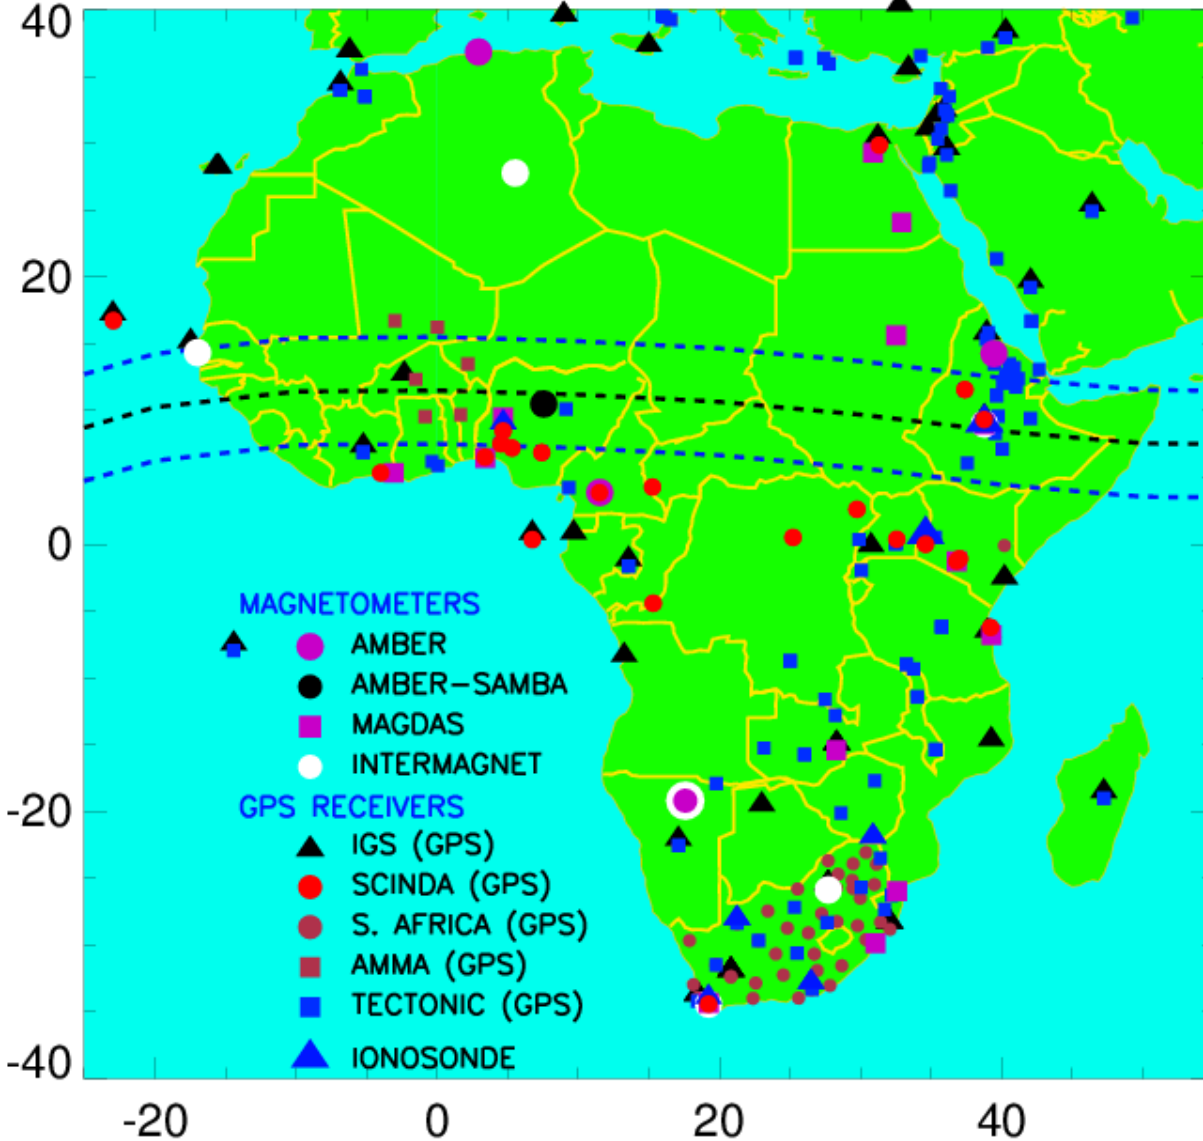 40
20
0
MAGNETOMETERS
AMBER
AMBER-SAMBA
MAGDAS
INTERMAGNET
GPS RECEIVERS
-20
IGS (GPS)
SCINDA (GPS)
S. AFRICA (GPS)
AMMA (GPS)
TECTONIC (GPS)
IONOSONDE
-40
-20 0 20 40